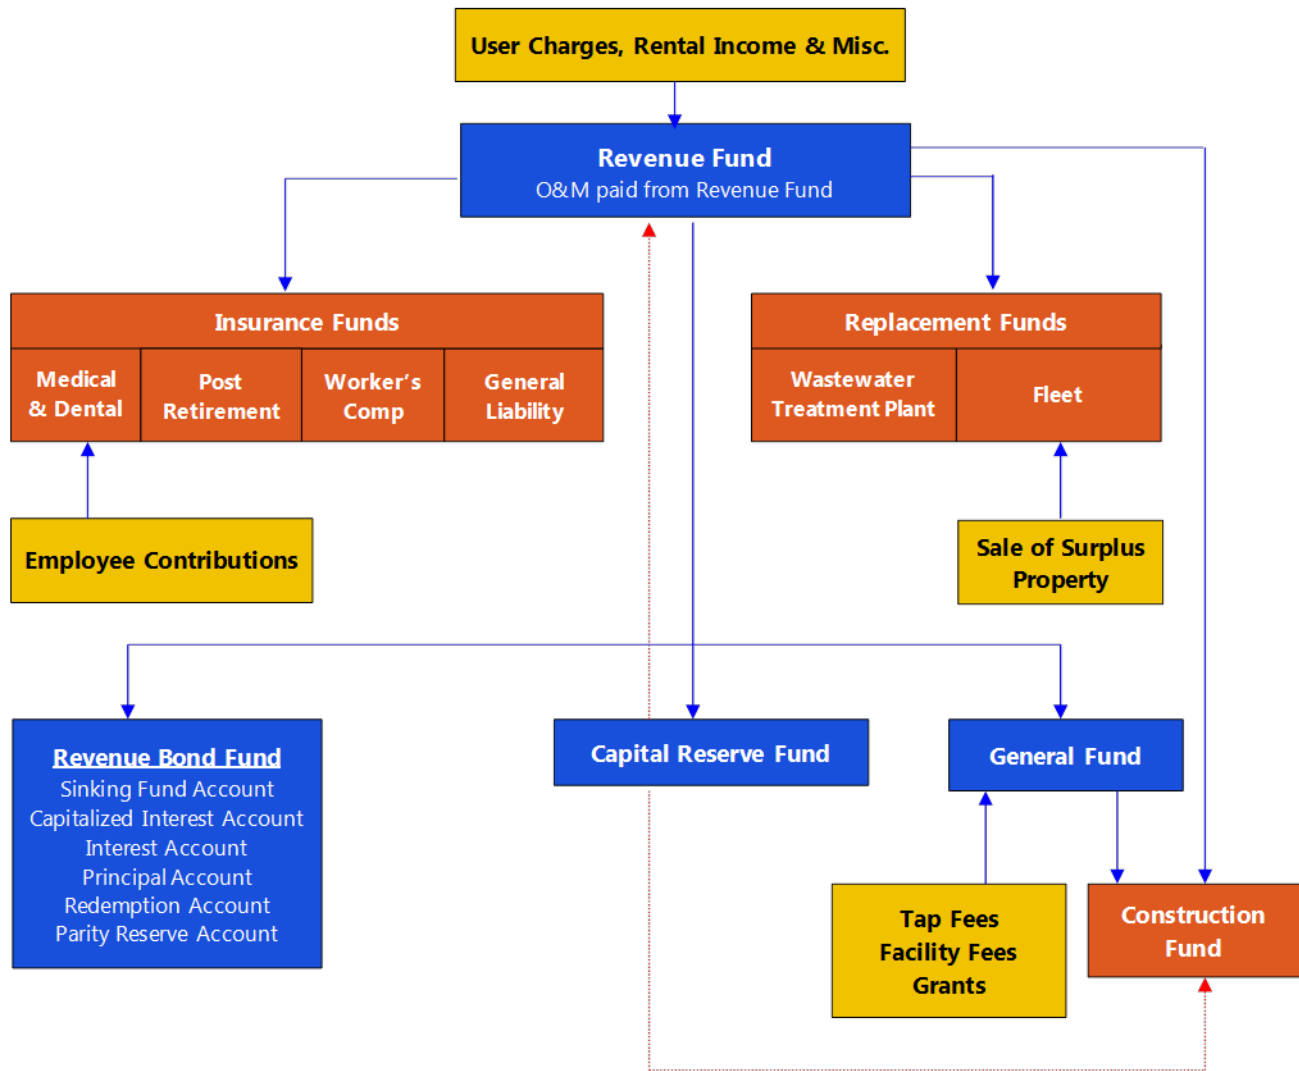 User Charges, Rental Income & Misc.
Revenue Fund
O&M paid from Revenue Fund
Insurance Funds
Medical
& Dental
Post
Retirement
Worker's
Comp
General
Liability
Replacement Funds
Wastewater
Treatment Plant
Fleet
Employee Contributions
Sale of Surplus
Property
Revenue Bond Fund
Sinking Fund Account
Capitalized Interest Account
Interest Account
Principal Account
Redemption Account
Parity Reserve Account
Capital Reserve Fund
General Fund
Tap Fees
Facility Fees
Grants
Construction
Fund